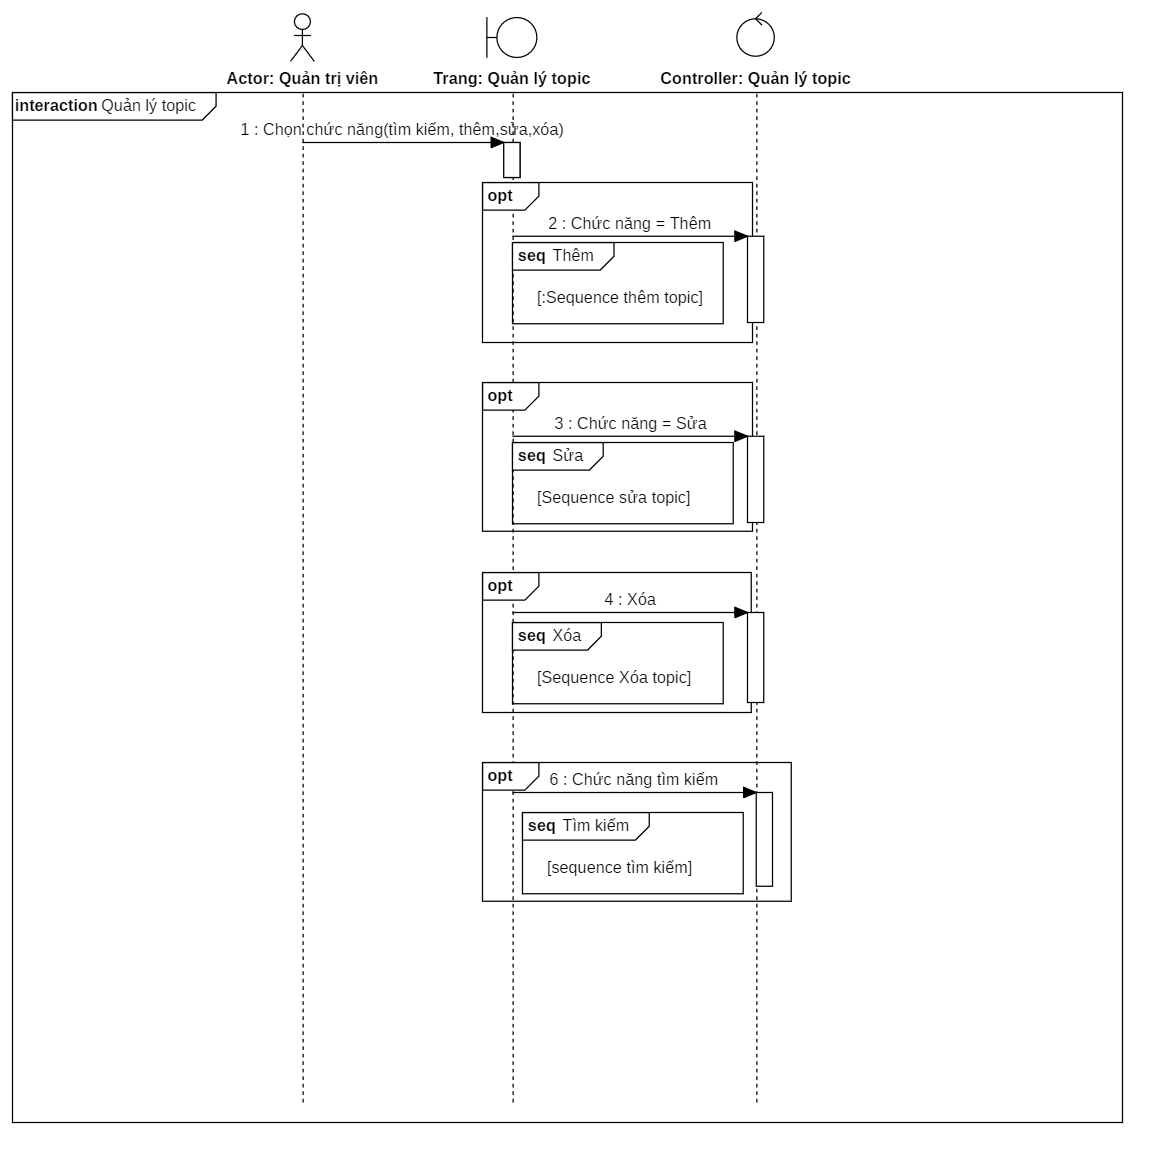 Actor: Quản trị viên
Trang: Quản lý topic
Controller: Quản lý topic
interaction Quản lý topic
1 : Chọn chức năng(tìm kiếm, thêm,sửa,xóa)
opt
2 : Chức năng = Thêm
seq Thêm
[:Sequence thêm topic]
opt
3 : Chức năng = Sửa
seq Sửa
[Sequence sửa topic]
opt
4 : Xóa
seq Xóa
[Sequence Xóa topic]
opt
6 : Chức năng tìm kiếm
seq Tìm kiếm
[sequence tìm kiếm]